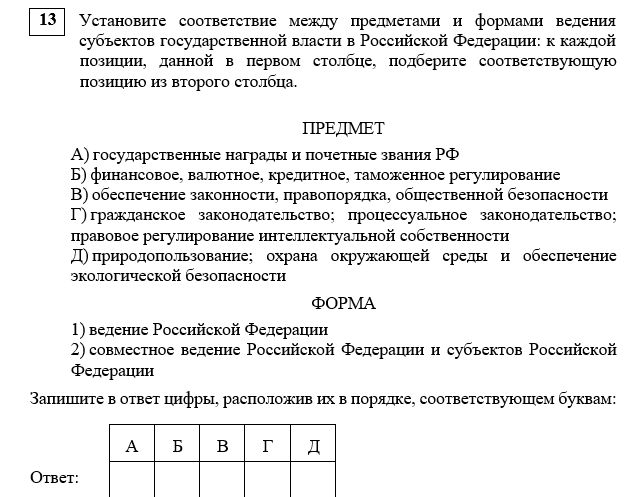 13 Установите соответствие между предметами и формами ведения
субъектов государственной власти в Российской Федерации: к каждой
позиции, данной в первом столбце, подберите соответствующую
позицию из второго столбца.
ПРЕДМЕТ
А) государственные награды и почетные звания РФ
Б) финансовое, валютное, кредитное, таможенное регулирование
В) обеспечение законности, правопорядка, общественной безопасности
Г) гражданское законодательство; процессуальное законодательство;
правовое регулирование интеллектуальной собственности
Д) природопользование; охрана окружающей среды и обеспечение
экологической безопасности
ФОРМА
1) ведение Российской Федерации
2) совместное ведение Российской Федерации и субъектов Российской
Федерации
Запишите в ответ цифры, расположив их в порядке, соответствующем буквам:
А Б В Г Д
Ответ: